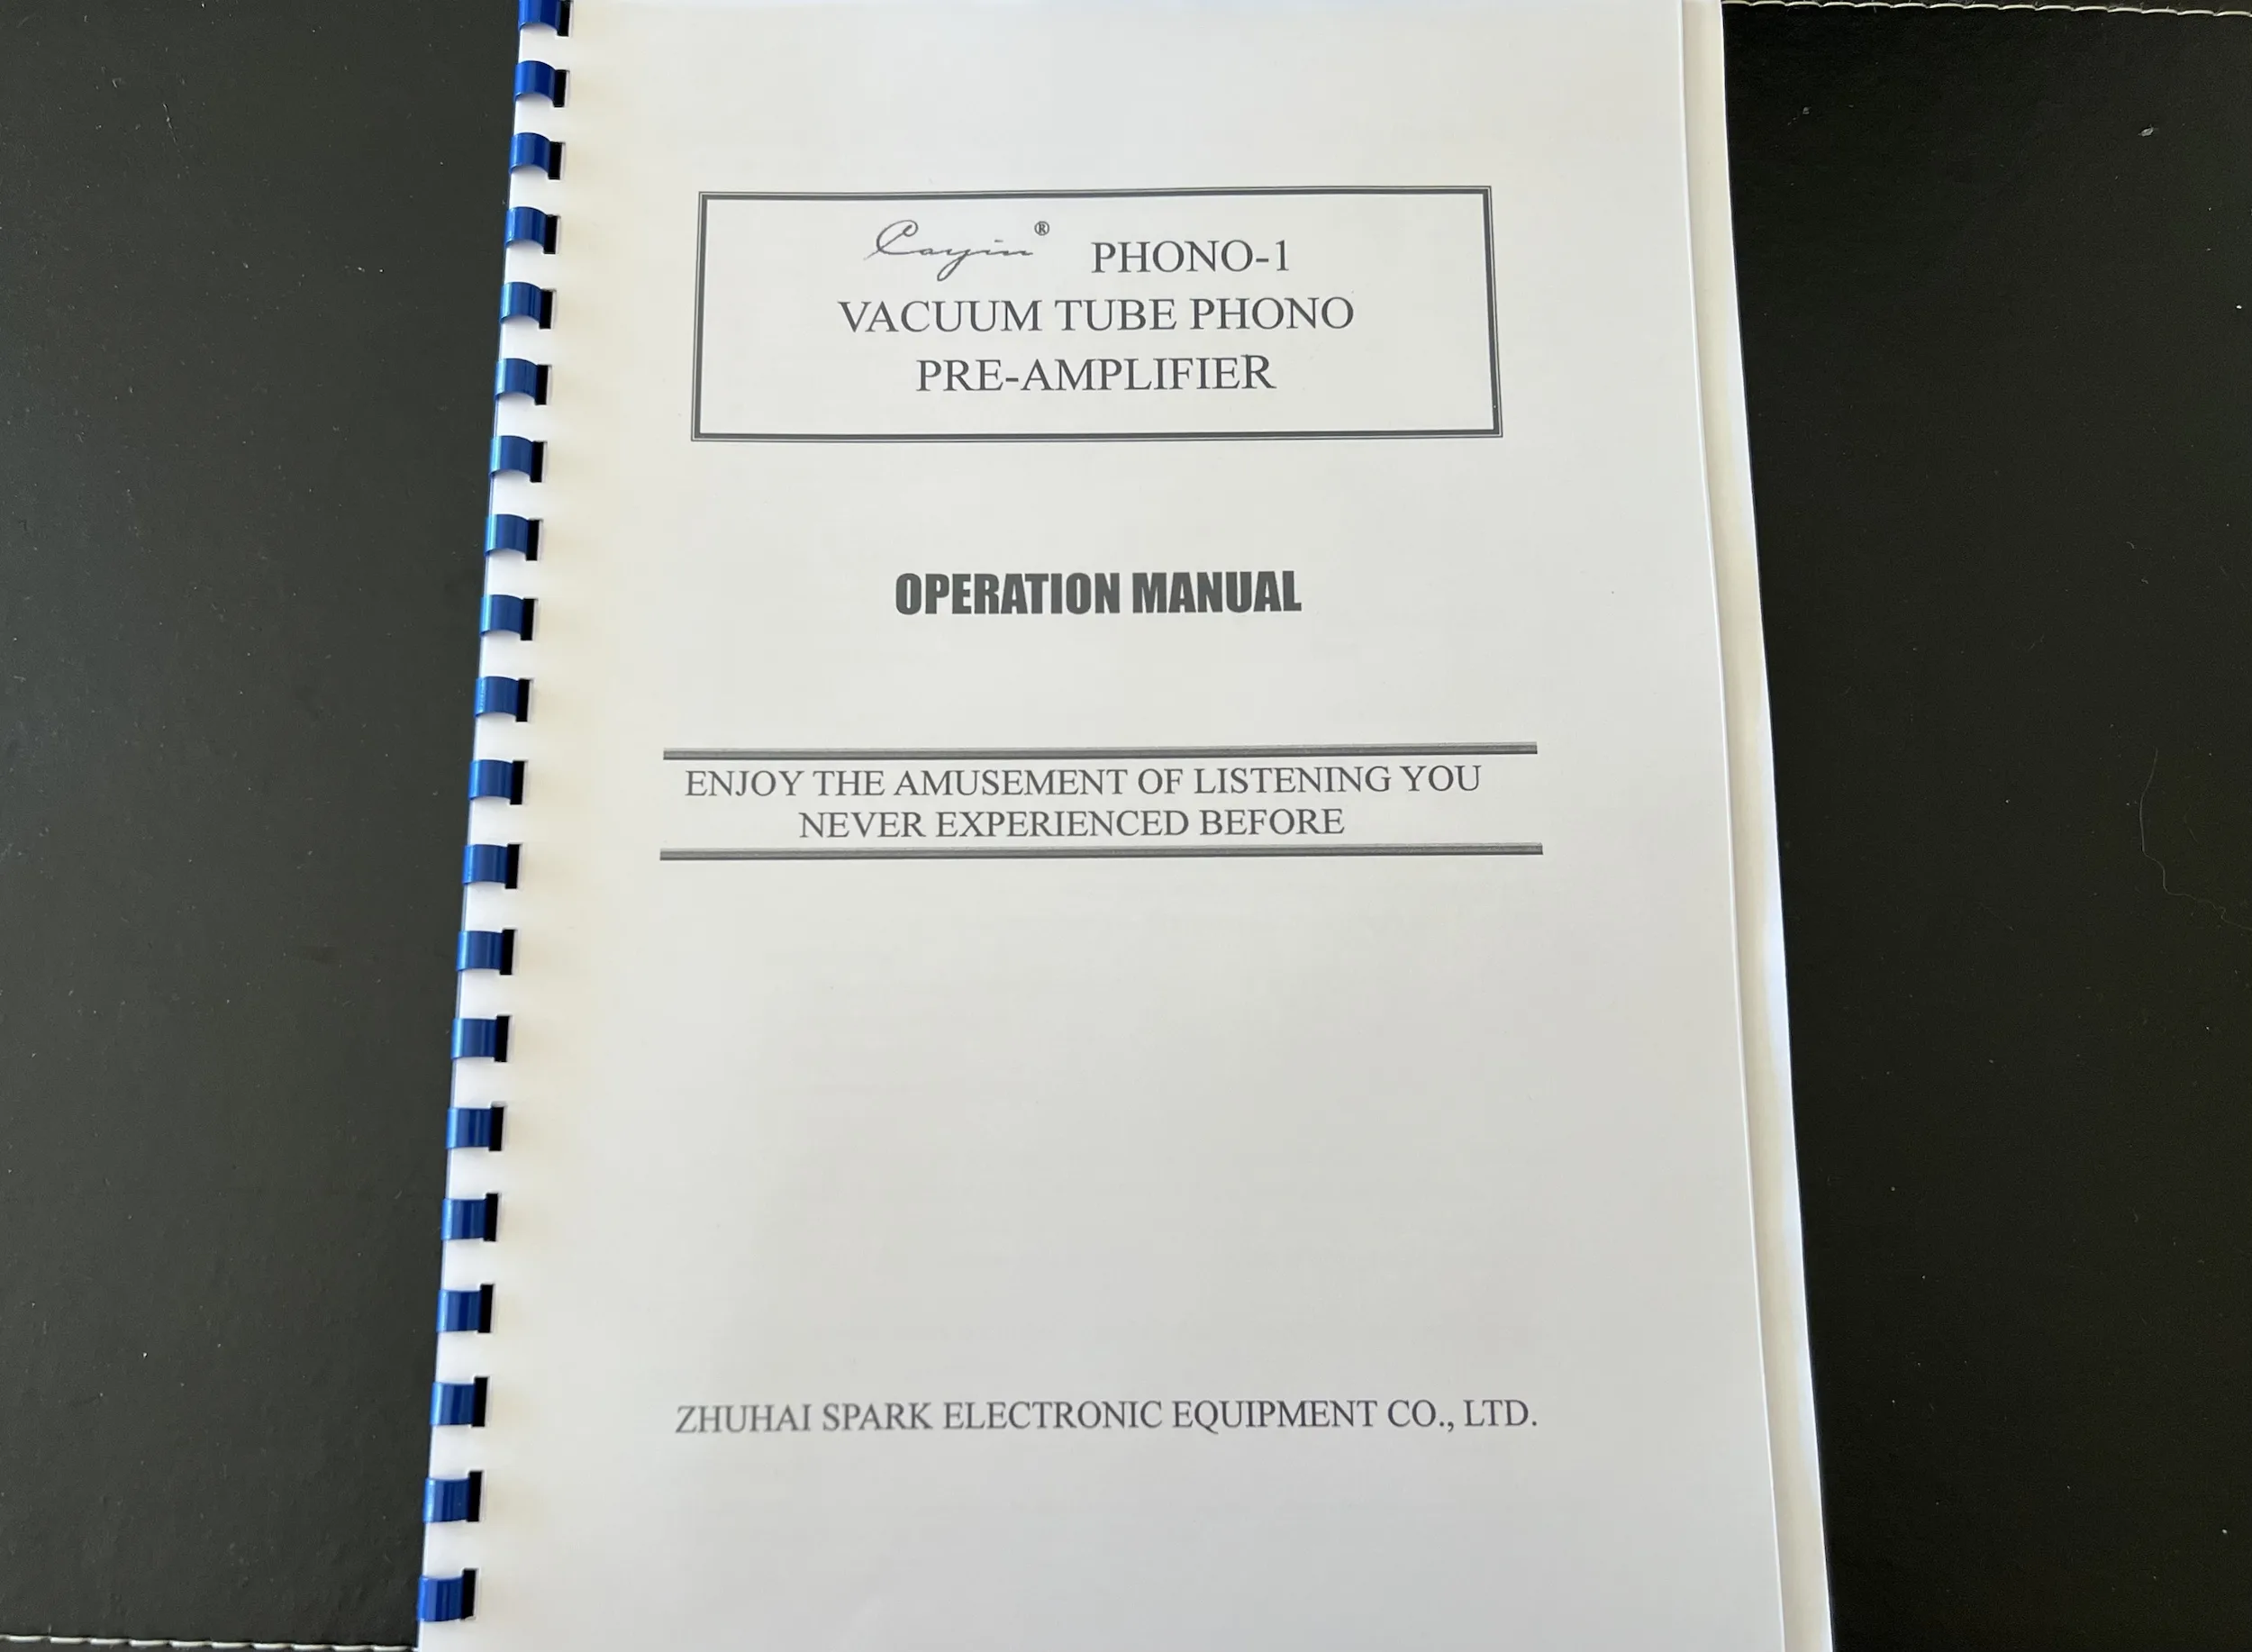 Cayin® PHONO-1
VACUUM TUBE PHONO
PRE-AMPLIFIER
OPERATION MANUAL
ENJOY THE AMUSEMENT OF LISTENING YOU
NEVER EXPERIENCED BEFORE
ZHUHAI SPARK ELECTRONIC EQUIPMENT CO., LTD.